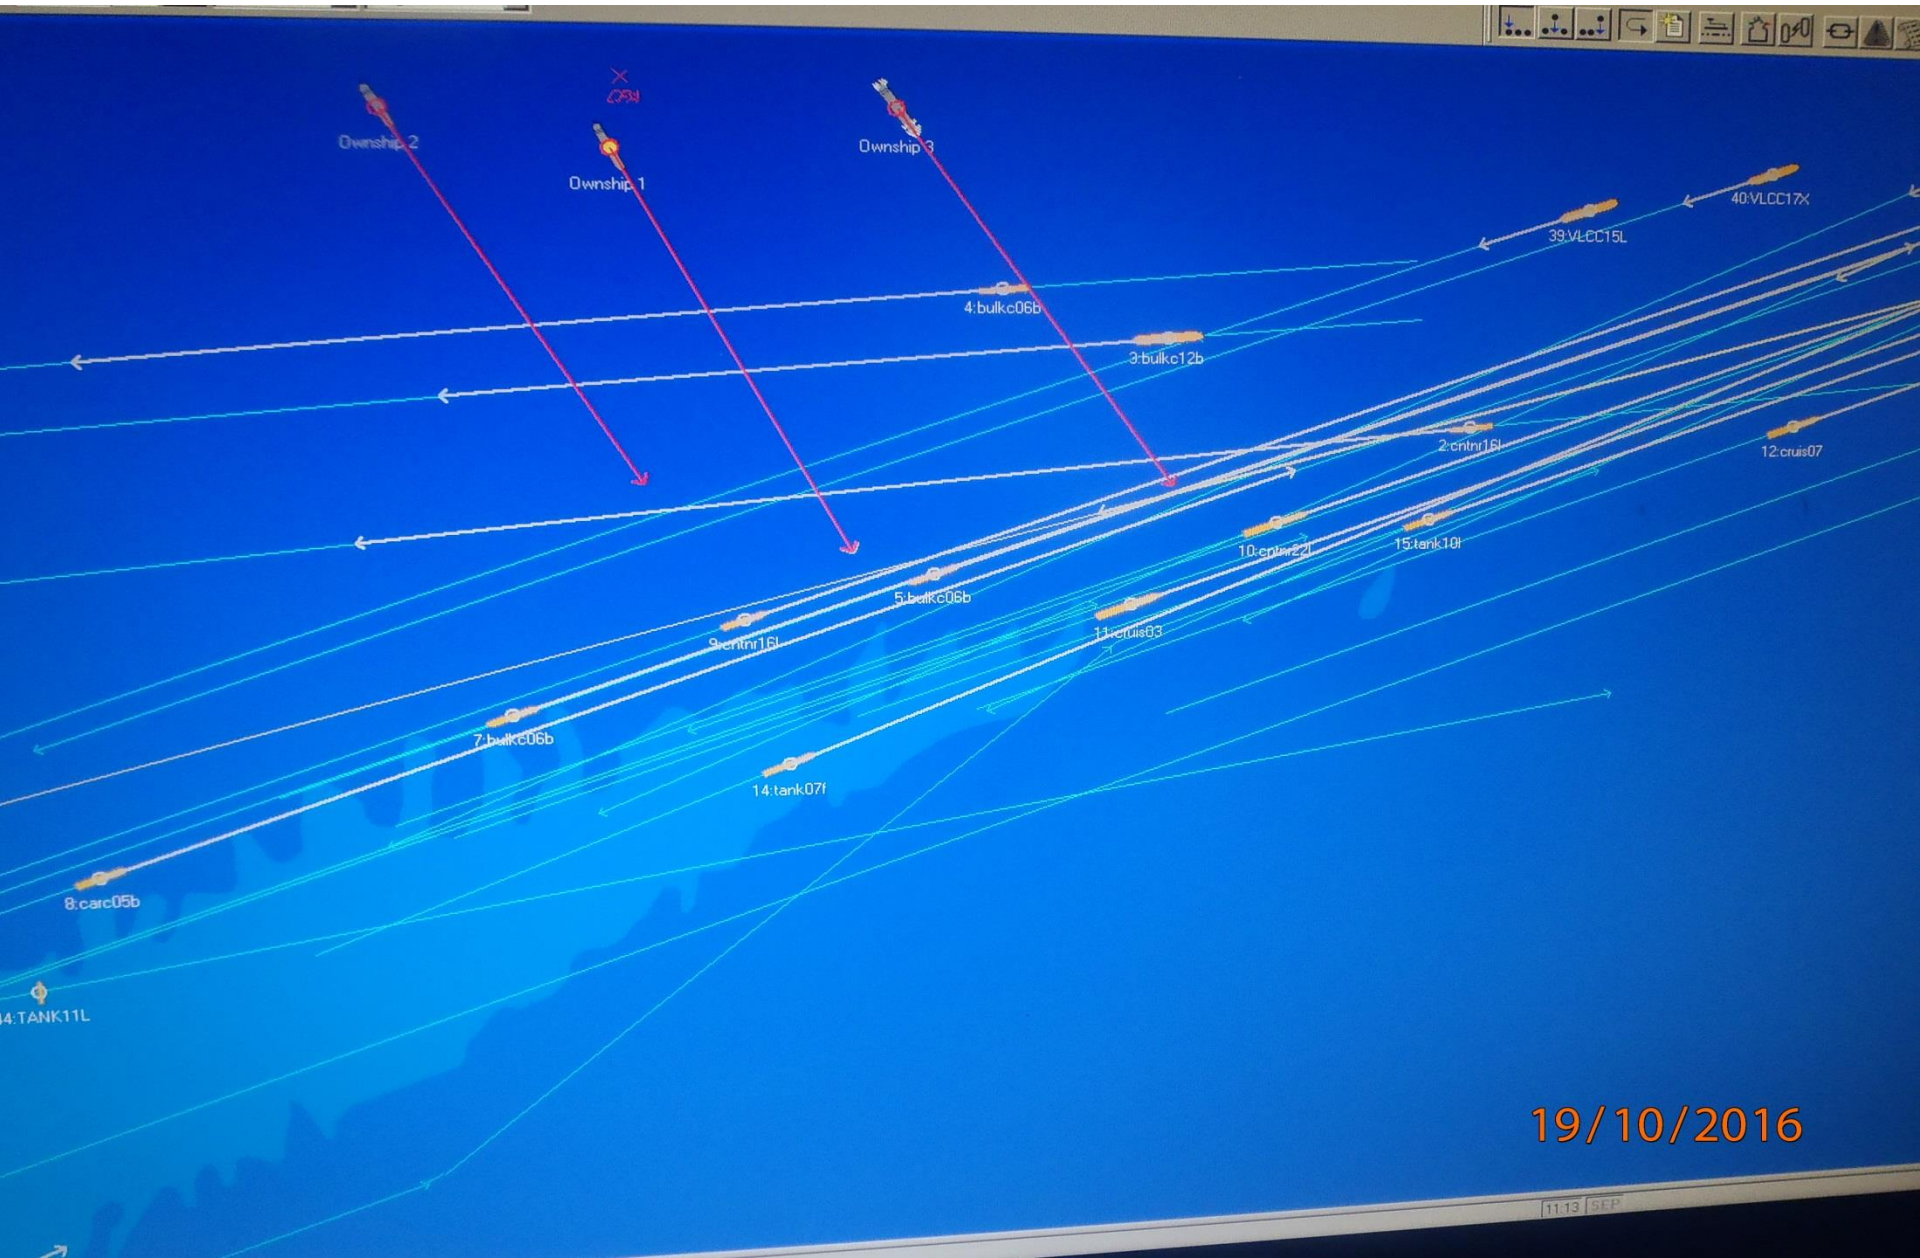 Ownship 2
Ownship 1
Ownship 3
40:VLCC17X
39:VLCC15L
4:bulkc06b
3:bulkc12b
2:cntnr16l
12:cruis07
10:cntnr22l
15:tank10l
5:bulkc06b
9:cntnr16l
11:cruis03
7:bulkc06b
14:tank07f
8:carc05b
44:TANK11L
19/10/2016
11:13 SEP